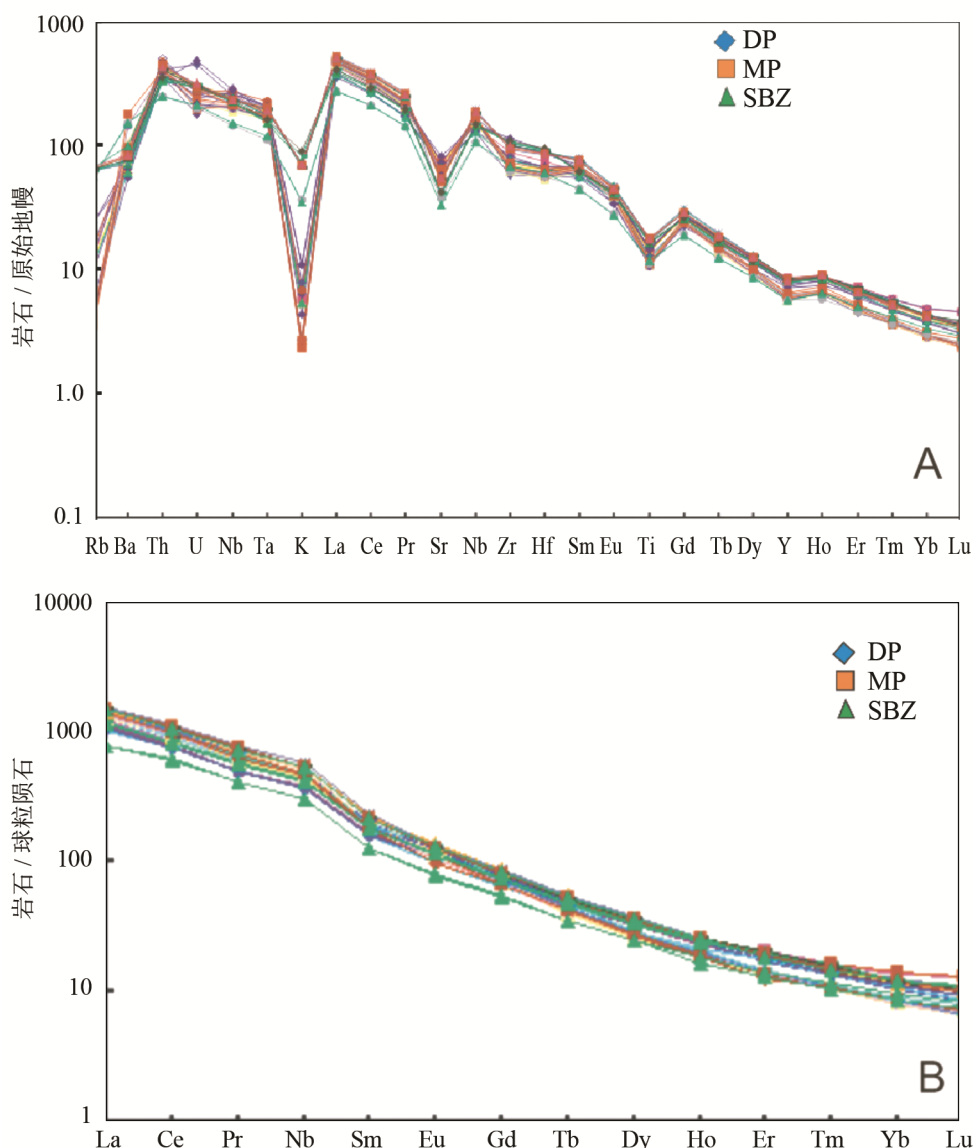 1000
100
10
1.0
0.1
岩石 / 原始地幔
DP
MP
SBZ
A
Rb Ba Th U Nb Ta K La Ce Pr Sr Nb Zr Hf Sm Eu Ti Gd Tb Dy Y Ho Er Tm Yb Lu
10000
1000
100
10
1
岩石 / 球粒陨石
DP
MP
SBZ
B
La Ce Pr Nb Sm Eu Gd Tb Dy Ho Er Tm Yb Lu